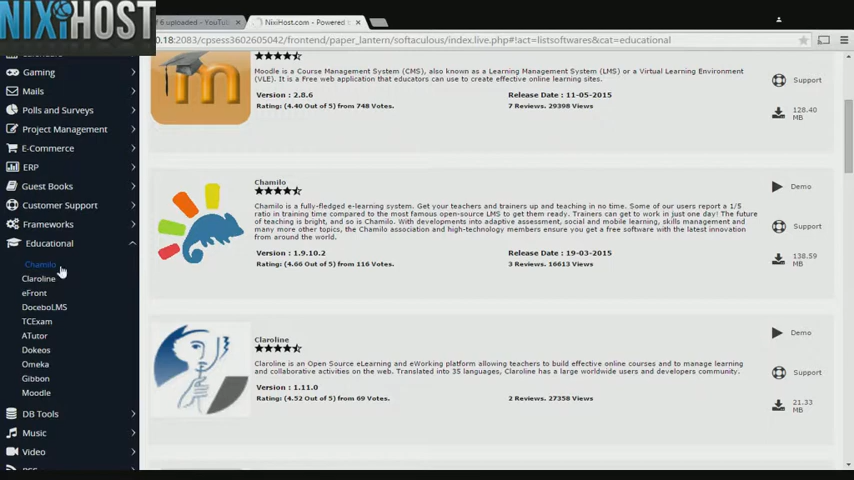 NIXIHOST
6 uploaded - YouTu
NixiHost.com - Powered
0.18:2083/cpsess3602605042/frontend/paper_lantern/softaculous/index.live.php#!act=listsoftwares&cat=educational
Gaming
Mails
Polls and Surveys
Project Management
E-Commerce
ERP
Guest Books
Customer Support
Frameworks
Educational
Chamilo
Claroline
eFront
DoceboLMS
TCExam
ATutor
Dokeos
Omeka
Gibbon
Moodle
DB Tools
Music
Video
m
Moodle is a Course Management System (CMS), also known as a Learning Management System (LMS) or a Virtual Learning Environment
(VLE). It is a Free web application that educators can use to create effective online learning sites.
Version : 2.8.6
Release Date : 11-05-2015
Rating: (4.40 Out of 5) from 748 Votes.
7 Reviews. 29398 Views
Support
128.40
MB
Chamilo
Chamilo is a fully-fledged e-learning system. Get your teachers and trainers up and teaching in no time. Some of our users report a 1/5
ratio in training time compared to the most famous open-source LMS to get them ready. Trainers can get to work in just one day! The future
of teaching is bright, and so is Chamilo. With developments into adaptive assessment, social and mobile learning, skills management and
many more other topics, the Chamilo association and high-technology members ensure you get a free software with the latest insight
from around the world.
Version : 1.9.10.2
Release Date : 19-03-2015
Rating: (4.66 Out of 5) from 116 Votes.
3 Reviews. 16613 Views
Demo
Support
138.59
MB
Claroline
Claroline is an Open Source eLearning and eWorking platform allowing teachers to build effective online courses and to manage learning
and collaborative activities on the web. Translated into 35 languages, Claroline has a large worldwide users and developers community.
Version : 1.11.0
Rating: (4.52 Out of 5) from 69 Votes.
2 Reviews. 27358 Views
Demo
Support
21.33
MB